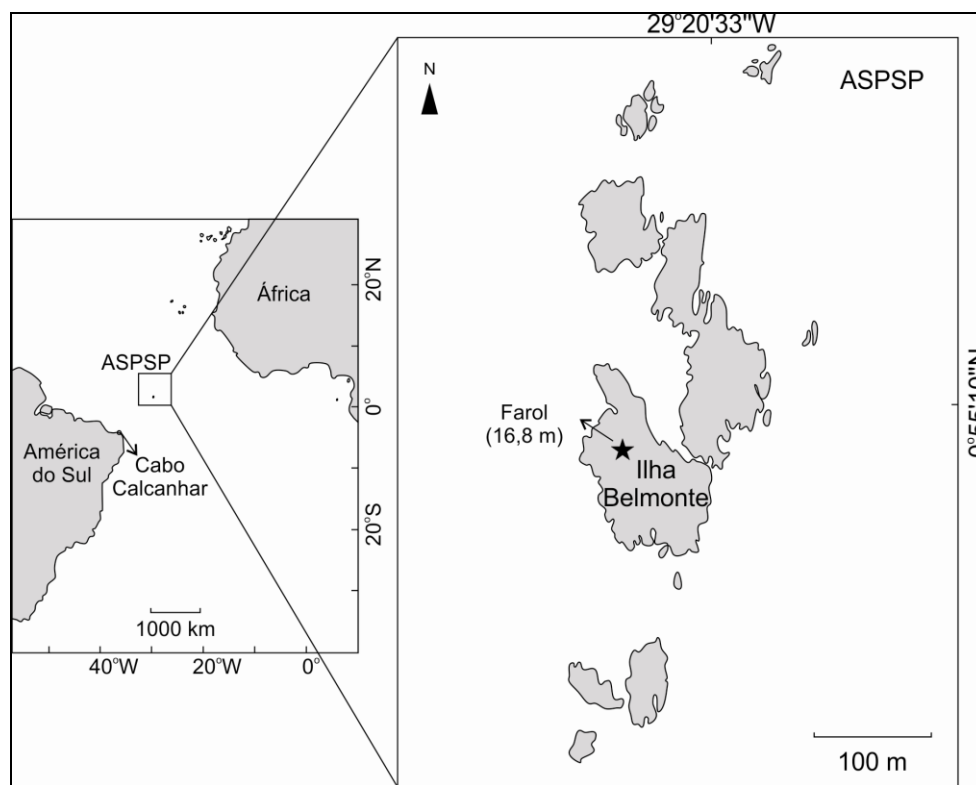 29°20'33"W
N
ASPSP
0°55'10"N
Farol
(16,8 m)
Ilha
Belmonte
100 m
África
ASPSP
América
do Sul
Cabo
Calcanhar
1000 km
20°N
0°
20°S
40°W
20°W
0°